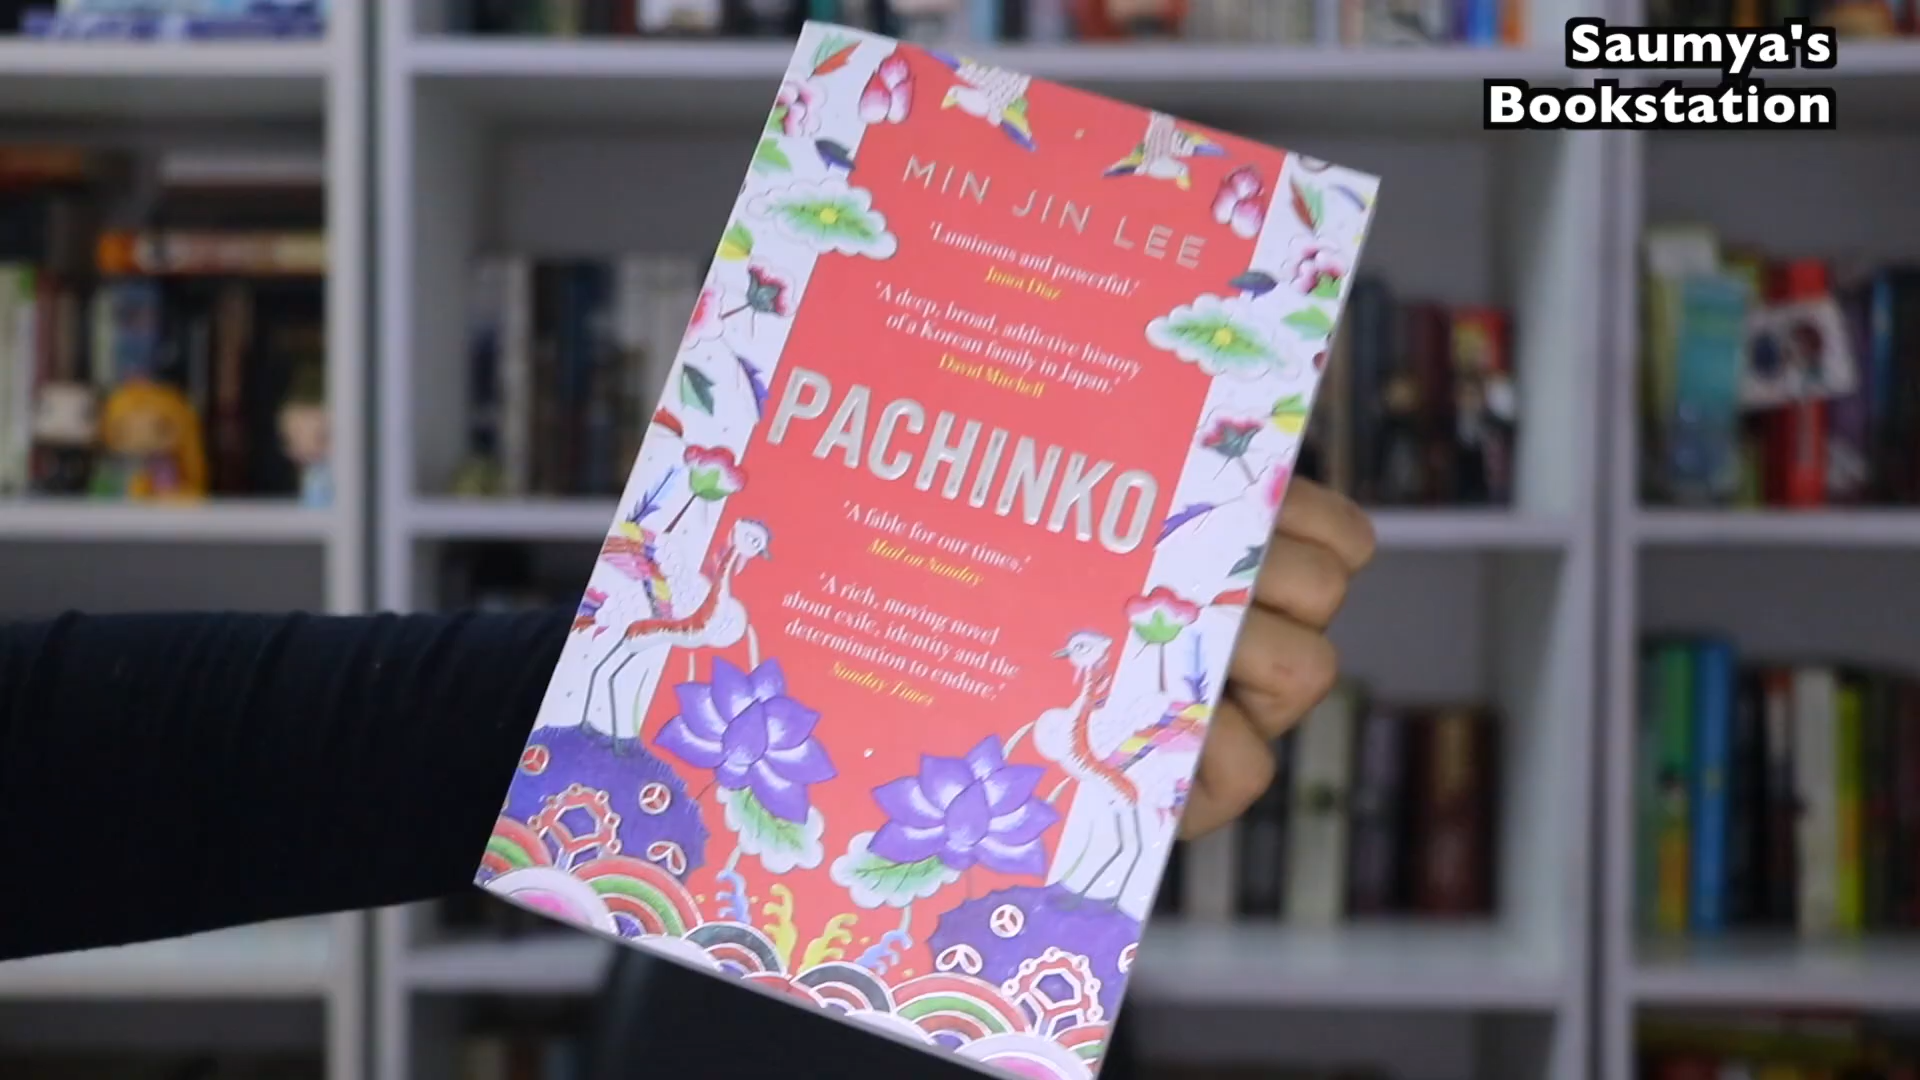 Saumya's
Bookstation
MIN JIN LEE
'Luminous and powerful.'
Junot Díaz
'A deep, broad, addictive history
of a Korean family in Japan.'
David Mitchell
PACHINKO
'A fable for our times.'
Mail on Sunday
'A rich, moving novel
about exile, identity and the
determination to endure.'
Sunday Times